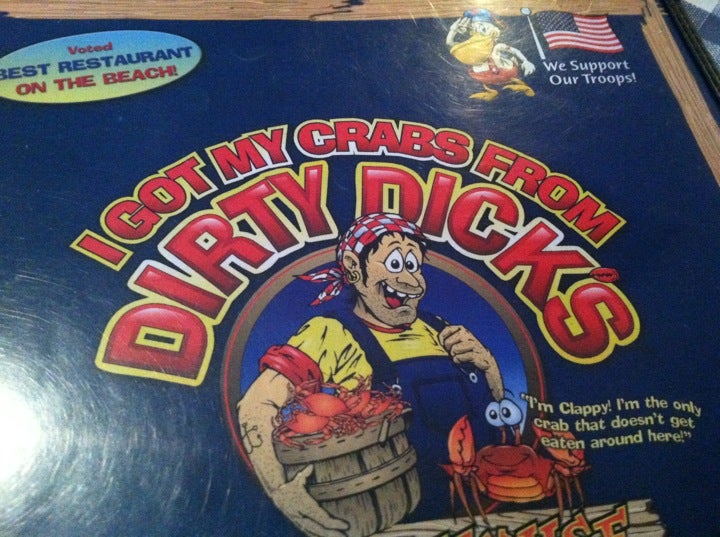 Voted
BEST RESTAURANT
ON THE BEACH!
We Support
Our Troops!
I GOT MY CRABS FROM
DIRTY DICK'S
"I'm Clappy! I'm the only
crab that doesn't get
eaten around here!"